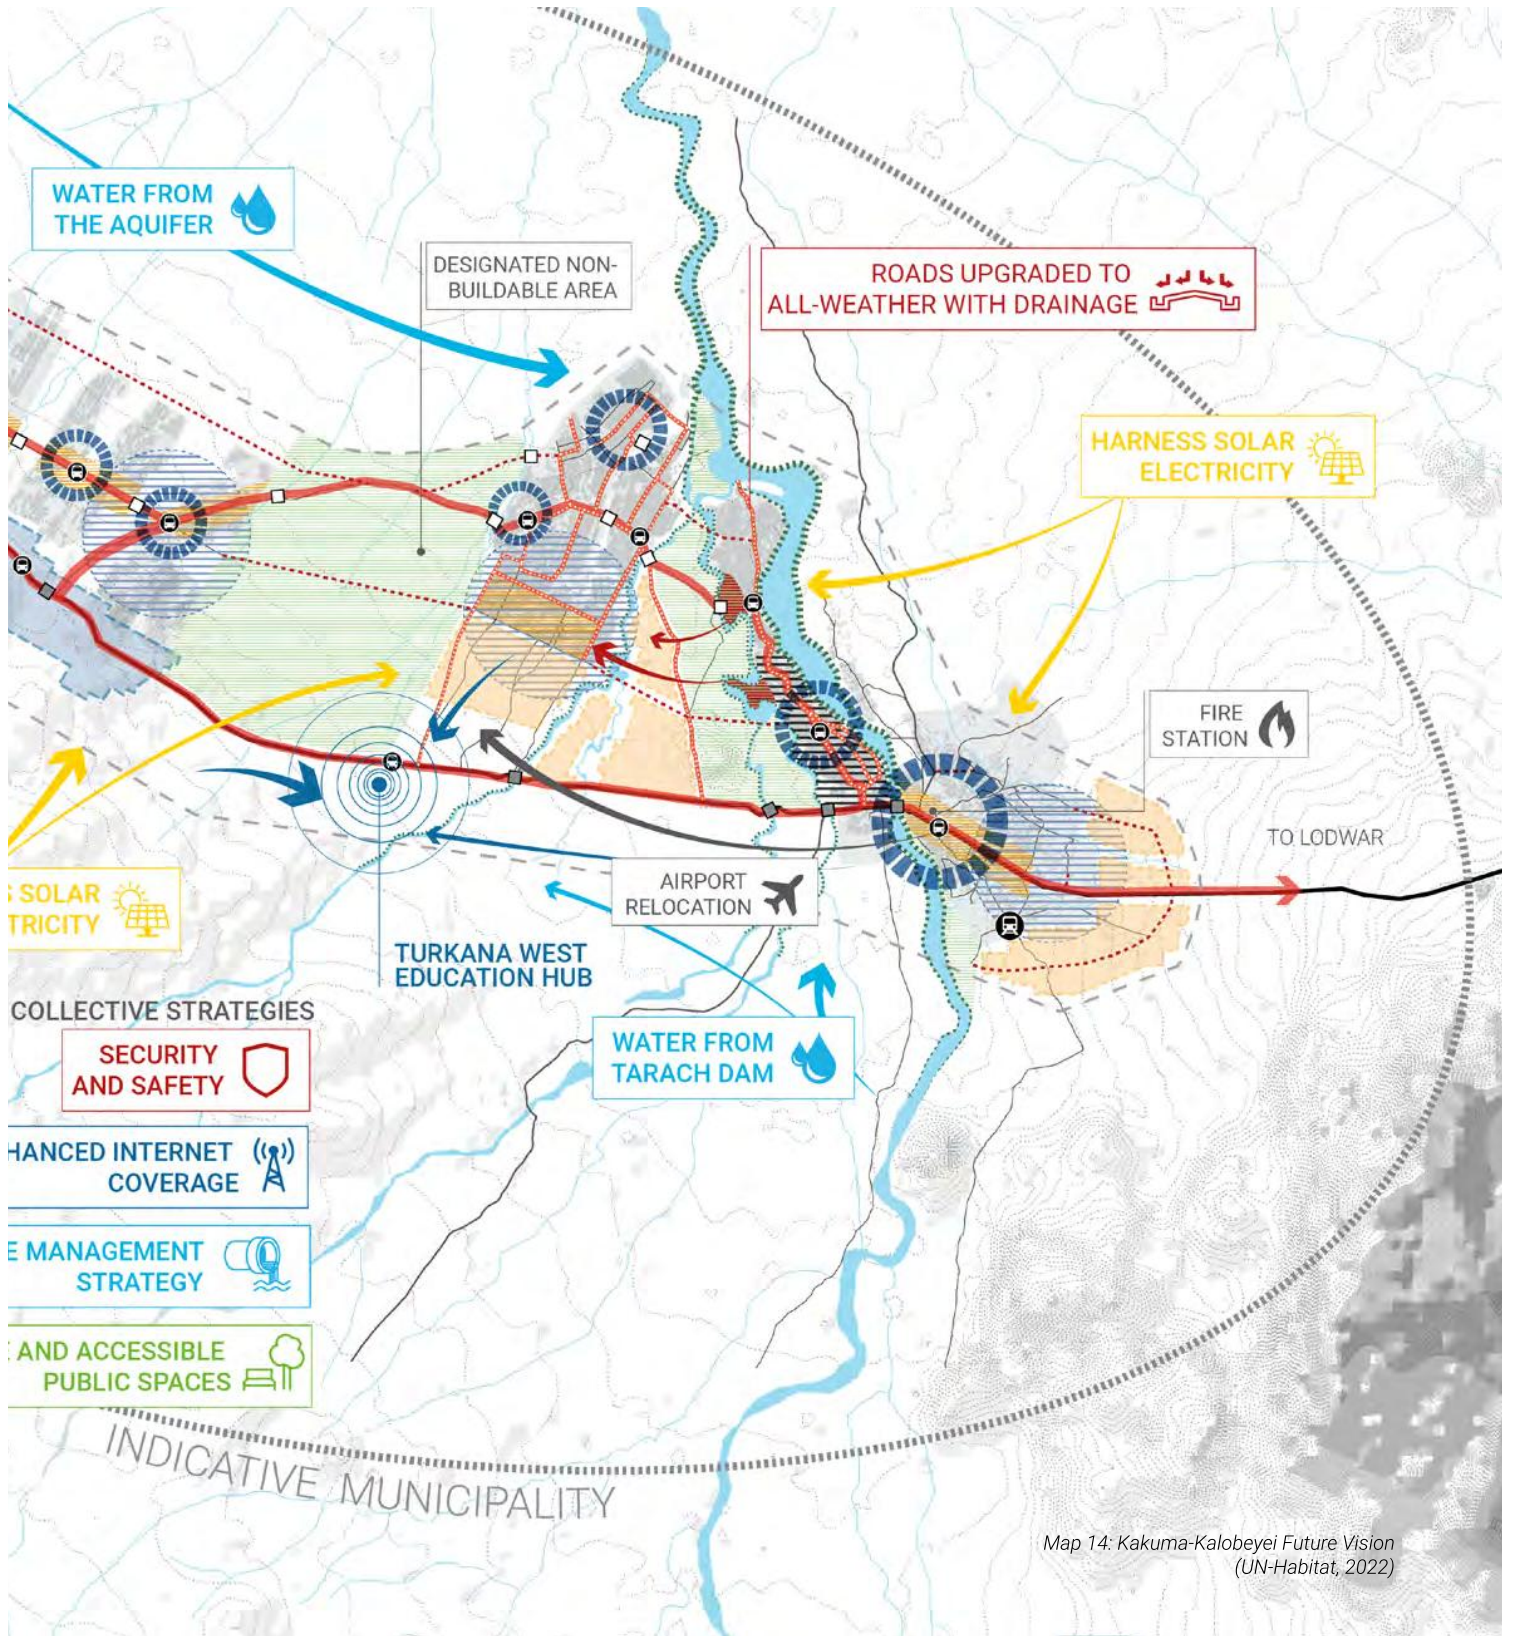 WATER FROM
THE AQUIFER
DESIGNATED NON-
BUILDABLE AREA
ROADS UPGRADED TO
ALL-WEATHER WITH DRAINAGE
HARNESS SOLAR
ELECTRICITY
FIRE
STATION
TO LODWAR
AIRPORT
RELOCATION
S SOLAR
TRICITY
TURKANA WEST
EDUCATION HUB
WATER FROM
TARACH DAM
COLLECTIVE STRATEGIES
SECURITY
AND SAFETY
HANCED INTERNET
COVERAGE
E MANAGEMENT
STRATEGY
AND ACCESSIBLE
PUBLIC SPACES
INDICATIVE MUNICIPALITY
Map 14: Kakuma-Kalobeyei Future Vision
(UN-Habitat, 2022)